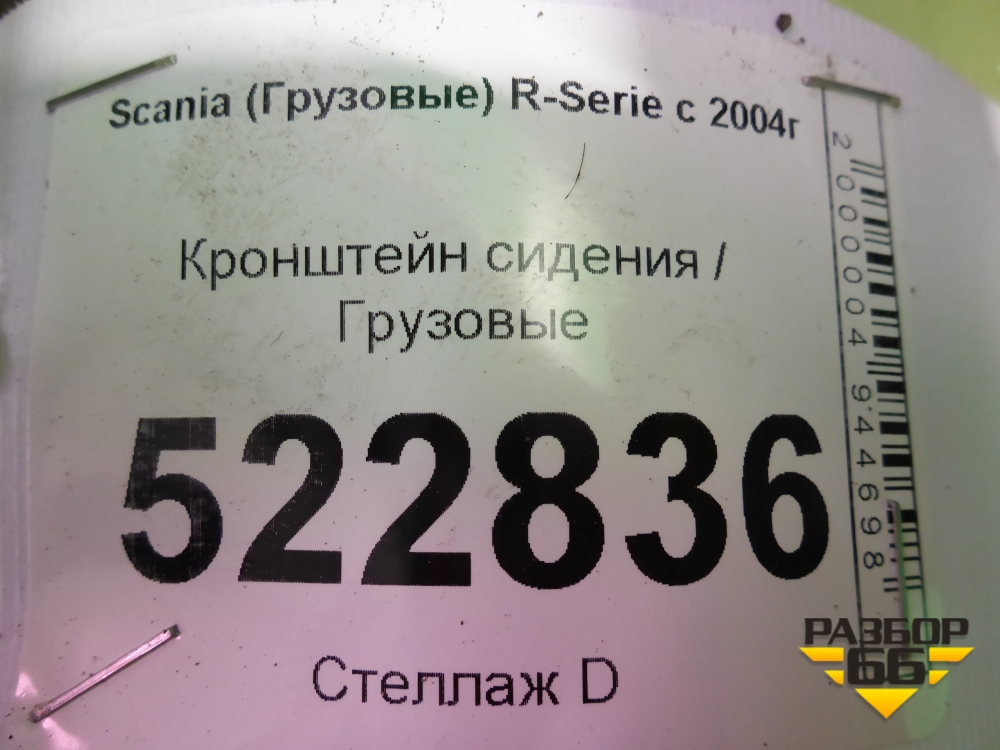 Scania (Грузовые) R-Serie с 2004г
Кронштейн сидения /
Грузовые
522836
Стеллаж D
2000004944698
РАЗБОР
66